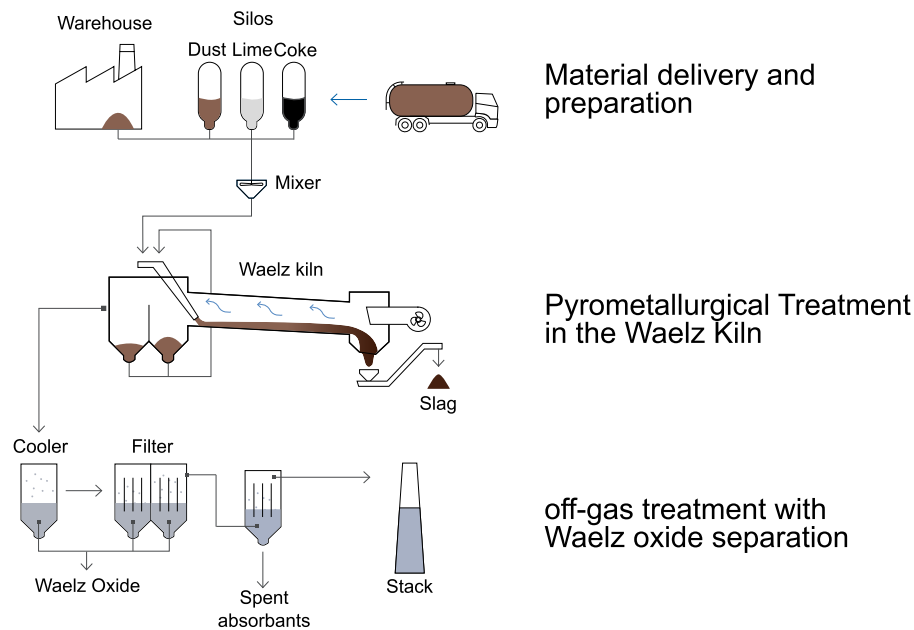 Warehouse
Silos
Dust Lime Coke
Material delivery and
preparation
Mixer
Waelz kiln
Pyrometallurgical Treatment
in the Waelz Kiln
Slag
Cooler
Filter
off-gas treatment with
Waelz oxide separation
Waelz Oxide
Stack
Spent
absorbants